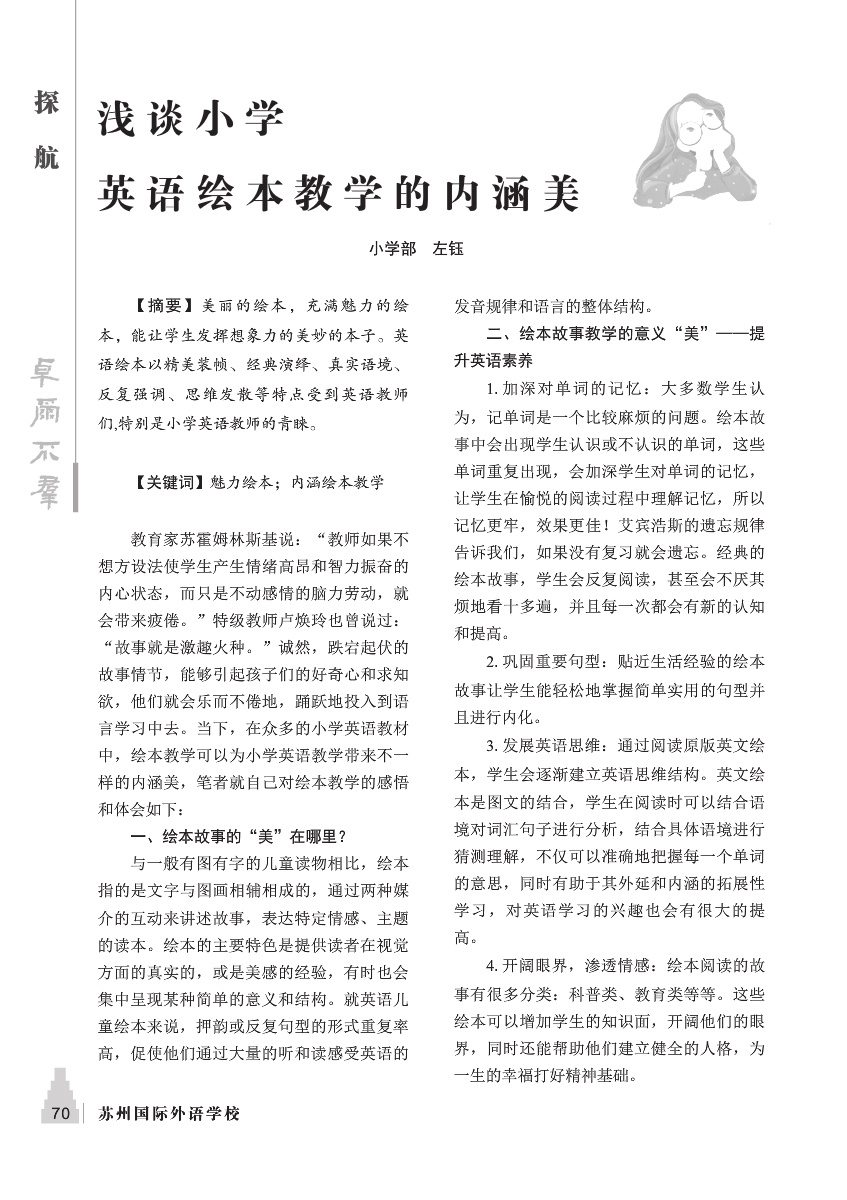 探
航
浅谈小学
英语绘本教学的内涵美
小学部 左钰
卓尔不群
【摘要】美丽的绘本，充满魅力的绘
本，能让学生发挥想象力的美妙的本子。英
语绘本以精美装帧、经典演绎、真实语境、
反复强调、思维发散等特点受到英语教师
们,特别是小学英语教师的青睐。
【关键词】魅力绘本；内涵绘本教学
教育家苏霍姆林斯基说：“教师如果不
想方设法使学生产生情绪高昂和智力振奋的
内心状态，而只是不动感情的脑力劳动，就
会带来疲倦。”特级教师卢焕玲也曾说过：
“故事就是激趣火种。”诚然，跌宕起伏的
故事情节，能够引起孩子们的好奇心和求知
欲，他们就会乐而不倦地，踊跃地投入到语
言学习中去。当下，在众多的小学英语教材
中，绘本教学可以为小学英语教学带来不一
样的内涵美，笔者就自己对绘本教学的感悟
和体会如下：
一、绘本故事的“美”在哪里？
与一般有图有字的儿童读物相比，绘本
指的是文字与图画相辅相成的，通过两种媒
介的互动来讲述故事，表达特定情感、主题
的读本。绘本的主要特色是提供读者在视觉
方面的真实的，或是美感的经验，有时也会
集中呈现某种简单的意义和结构。就英语儿
童绘本来说，押韵或反复句型的形式重复率
高，促使他们通过大量的听和读感受英语的
发音规律和语言的整体结构。
二、绘本故事教学的意义“美”——提
升英语素养
1. 加深对单词的记忆：大多数学生认
为，记单词是一个比较麻烦的问题。绘本故
事中会出现学生认识或不认识的单词，这些
单词重复出现，会加深学生对单词的记忆，
让学生在愉悦的阅读过程中理解记忆，所以
记忆更牢，效果更佳！艾宾浩斯的遗忘规律
告诉我们，如果没有复习就会遗忘。经典的
绘本故事，学生会反复阅读，甚至会不厌其
烦地看十多遍，并且每一次都会有新的认知
和提高。
2. 巩固重要句型：贴近生活经验的绘本
故事让学生能轻松地掌握简单实用的句型并
且进行内化。
3. 发展英语思维：通过阅读原版英文绘
本，学生会逐渐建立英语思维结构。英文绘
本是图文的结合，学生在阅读时可以结合语
境对词汇句子进行分析，结合具体语境进行
猜测理解，不仅可以准确地把握每一个单词
的意思，同时有助于其外延和内涵的拓展性
学习，对英语学习的兴趣也会有很大的提
高。
4. 开阔眼界，渗透情感：绘本阅读的故
事有很多分类：科普类、教育类等等。这些
绘本可以增加学生的知识面，开阔他们的眼
界，同时还能帮助他们建立健全的人格，为
一生的幸福打好精神基础。
70 苏州国际外语学校